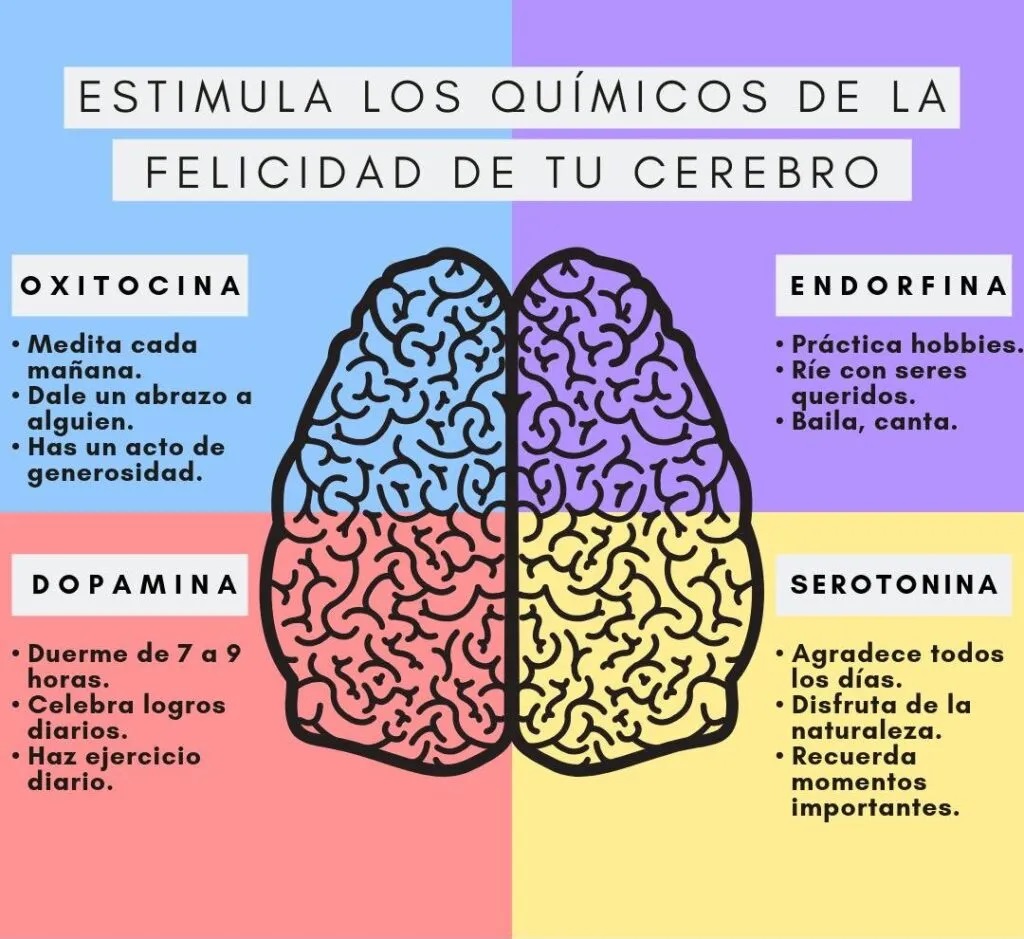 ESTIMULA LOS QUÍMICOS DE LA
FELICIDAD DE TU CEREBRO
OXITOCINA
• Medita cada
mañana.
• Dale un abrazo a
alguien.
• Has un acto de
generosidad.
ENDORFINA
• Práctica hobbies.
• Ríe con seres
queridos.
• Baila, canta.
DOPAMINA
• Duerme de 7 a 9
horas.
• Celebra logros
diarios.
• Haz ejercicio
diario.
SEROTONINA
• Agradece todos
los días.
• Disfruta de la
naturaleza.
• Recuerda
momentos
importantes.